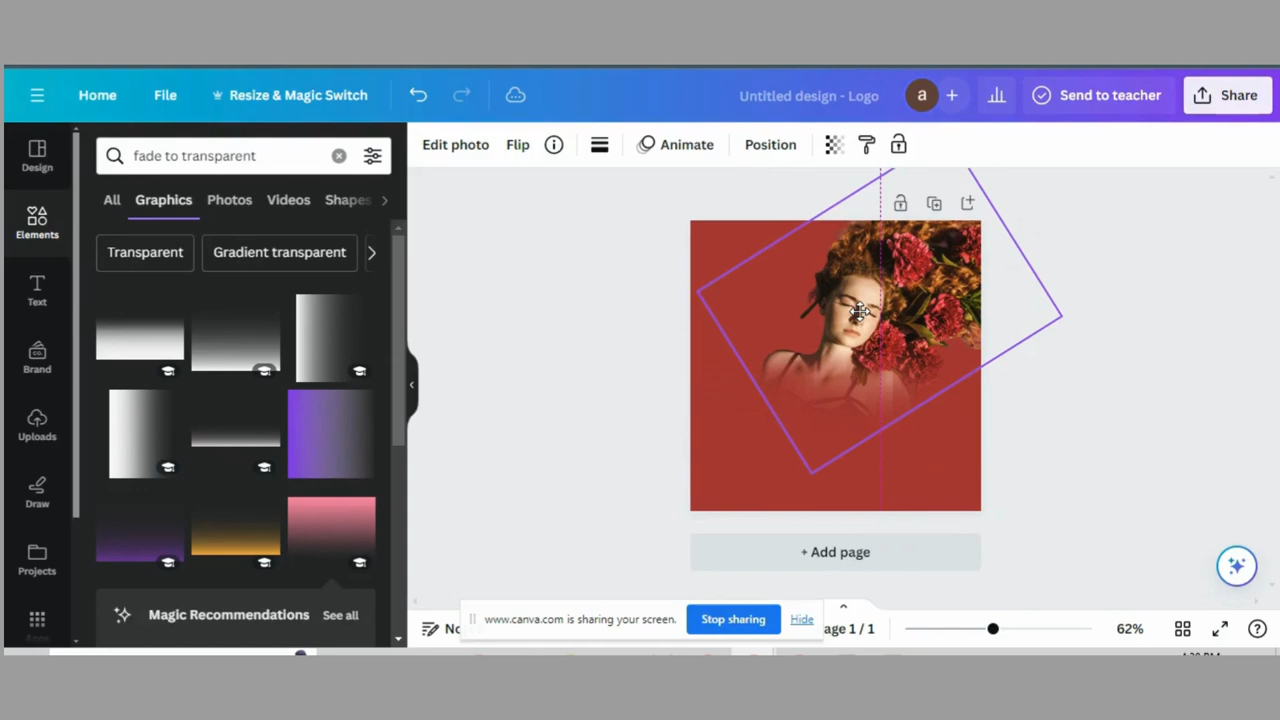 Home File Resize & Magic Switch Untitled design - Logo a Send to teacher Share
Design
Elements
Text
Brand
Uploads
Draw
Projects
Apps
fade to transparent
All Graphics Photos Videos Shapes
Transparent Gradient transparent
Magic Recommendations See all
Edit photo Flip Animate Position
+ Add page
www.canva.com is sharing your screen. Stop sharing Hide
age 1 / 1 62%